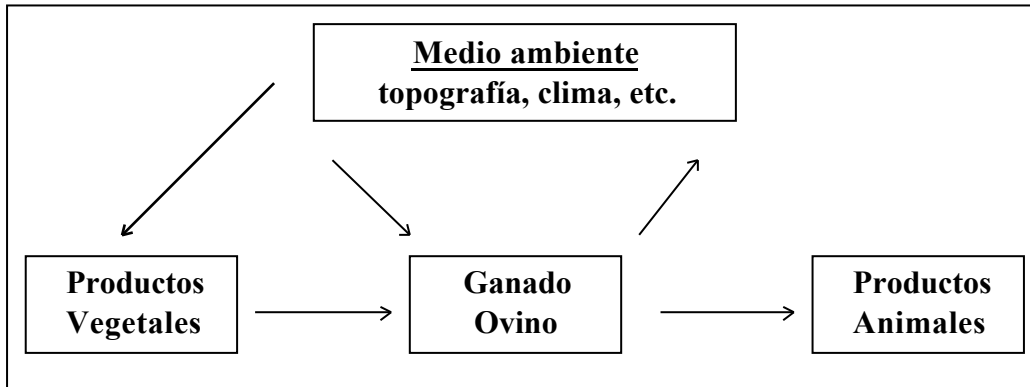 Medio ambiente
topografía, clima, etc.
Productos
Vegetales
Ganado
Ovino
Productos
Animales